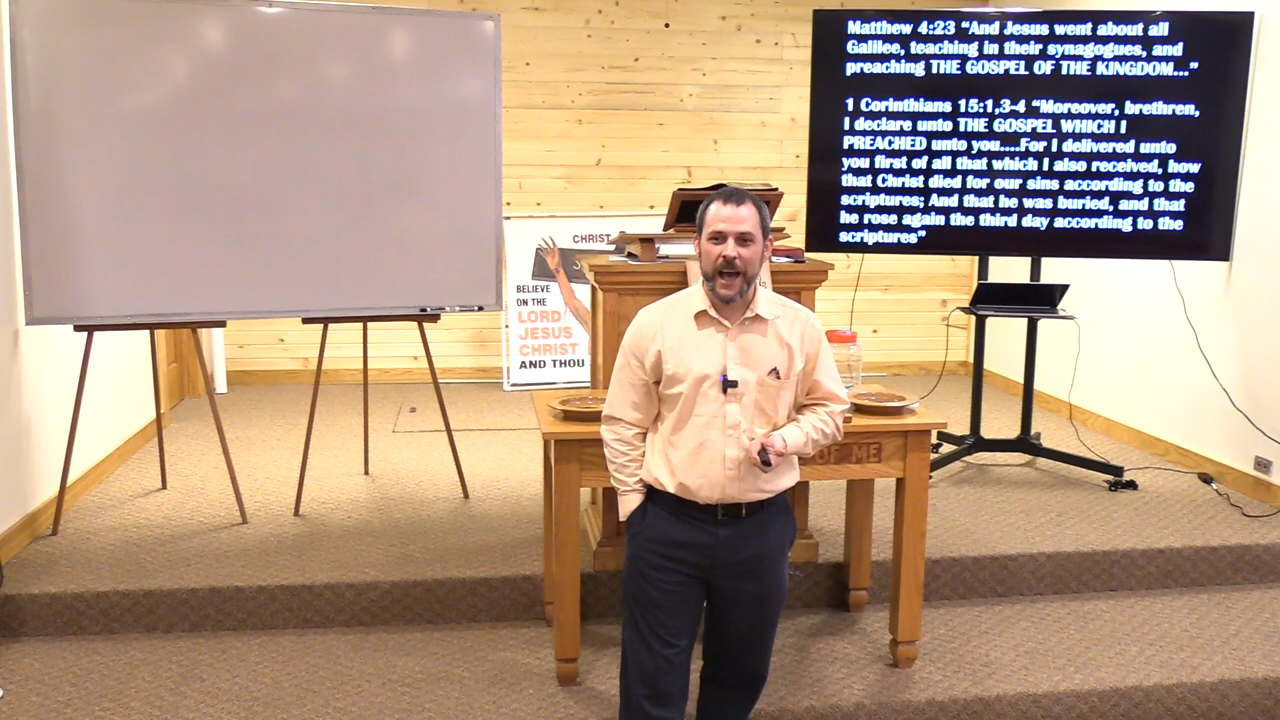 Matthew 4:23 “And Jesus went about all
Galilee, teaching in their synagogues, and
preaching THE GOSPEL OF THE KINGDOM...”
1 Corinthians 15:1,3-4 “Moreover, brethren,
I declare unto THE GOSPEL WHICH I
PREACHED unto you....For I delivered unto
you first of all that which I also received, how
that Christ died for our sins according to the
scriptures; And that he was buried, and that
he rose again the third day according to the
scriptures”
CHRIST
BELIEVE
ON THE
LORD
JESUS
CHRIST
AND THOU
OF ME